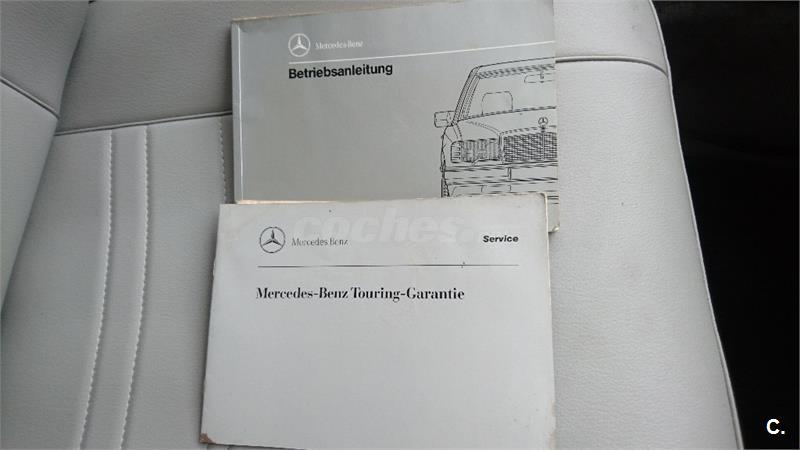 Mercedes-Benz
Betriebsanleitung
coches.
Mercedes Benz
Service
Mercedes-Benz Touring-Garantie
C.